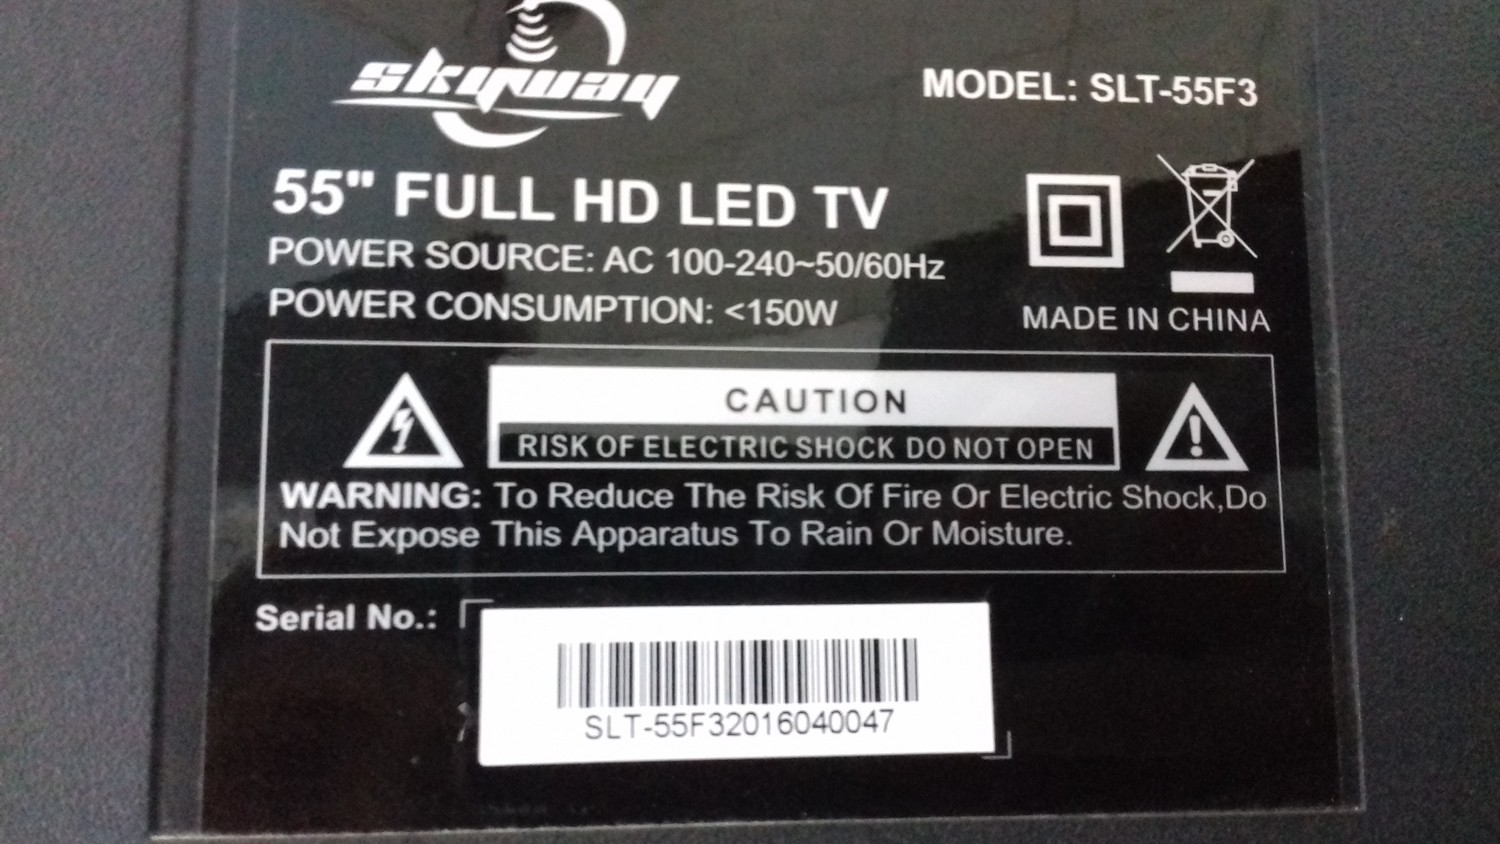 skyway
MODEL: SLT-55F3
55" FULL HD LED TV
POWER SOURCE: AC 100-240~50/60Hz
POWER CONSUMPTION: <150W
MADE IN CHINA
CAUTION
RISK OF ELECTRIC SHOCK DO NOT OPEN
WARNING: To Reduce The Risk Of Fire Or Electric Shock,Do
Not Expose This Apparatus To Rain Or Moisture.
Serial No.:
SLT-55F32016040047